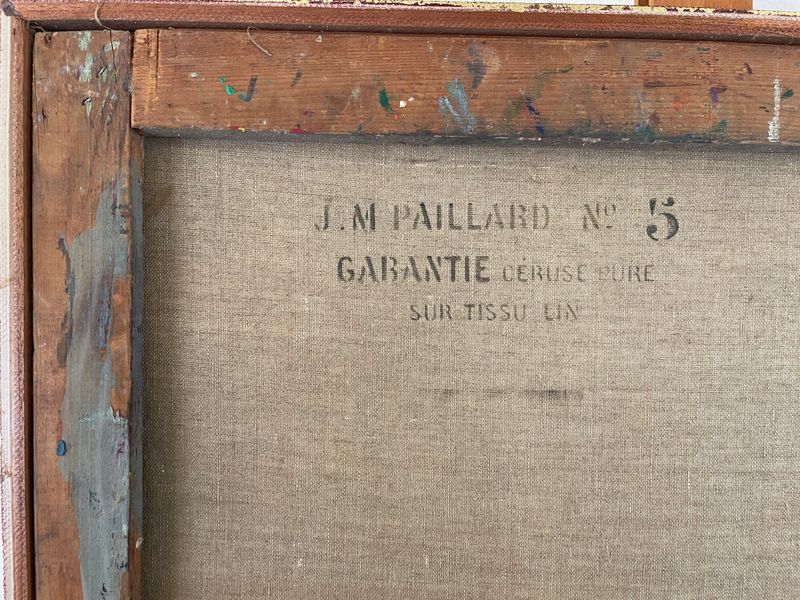 J.M PAILLARD Nº 5
GARANTIE CÉRUSE PURE
SUR TISSU LIN